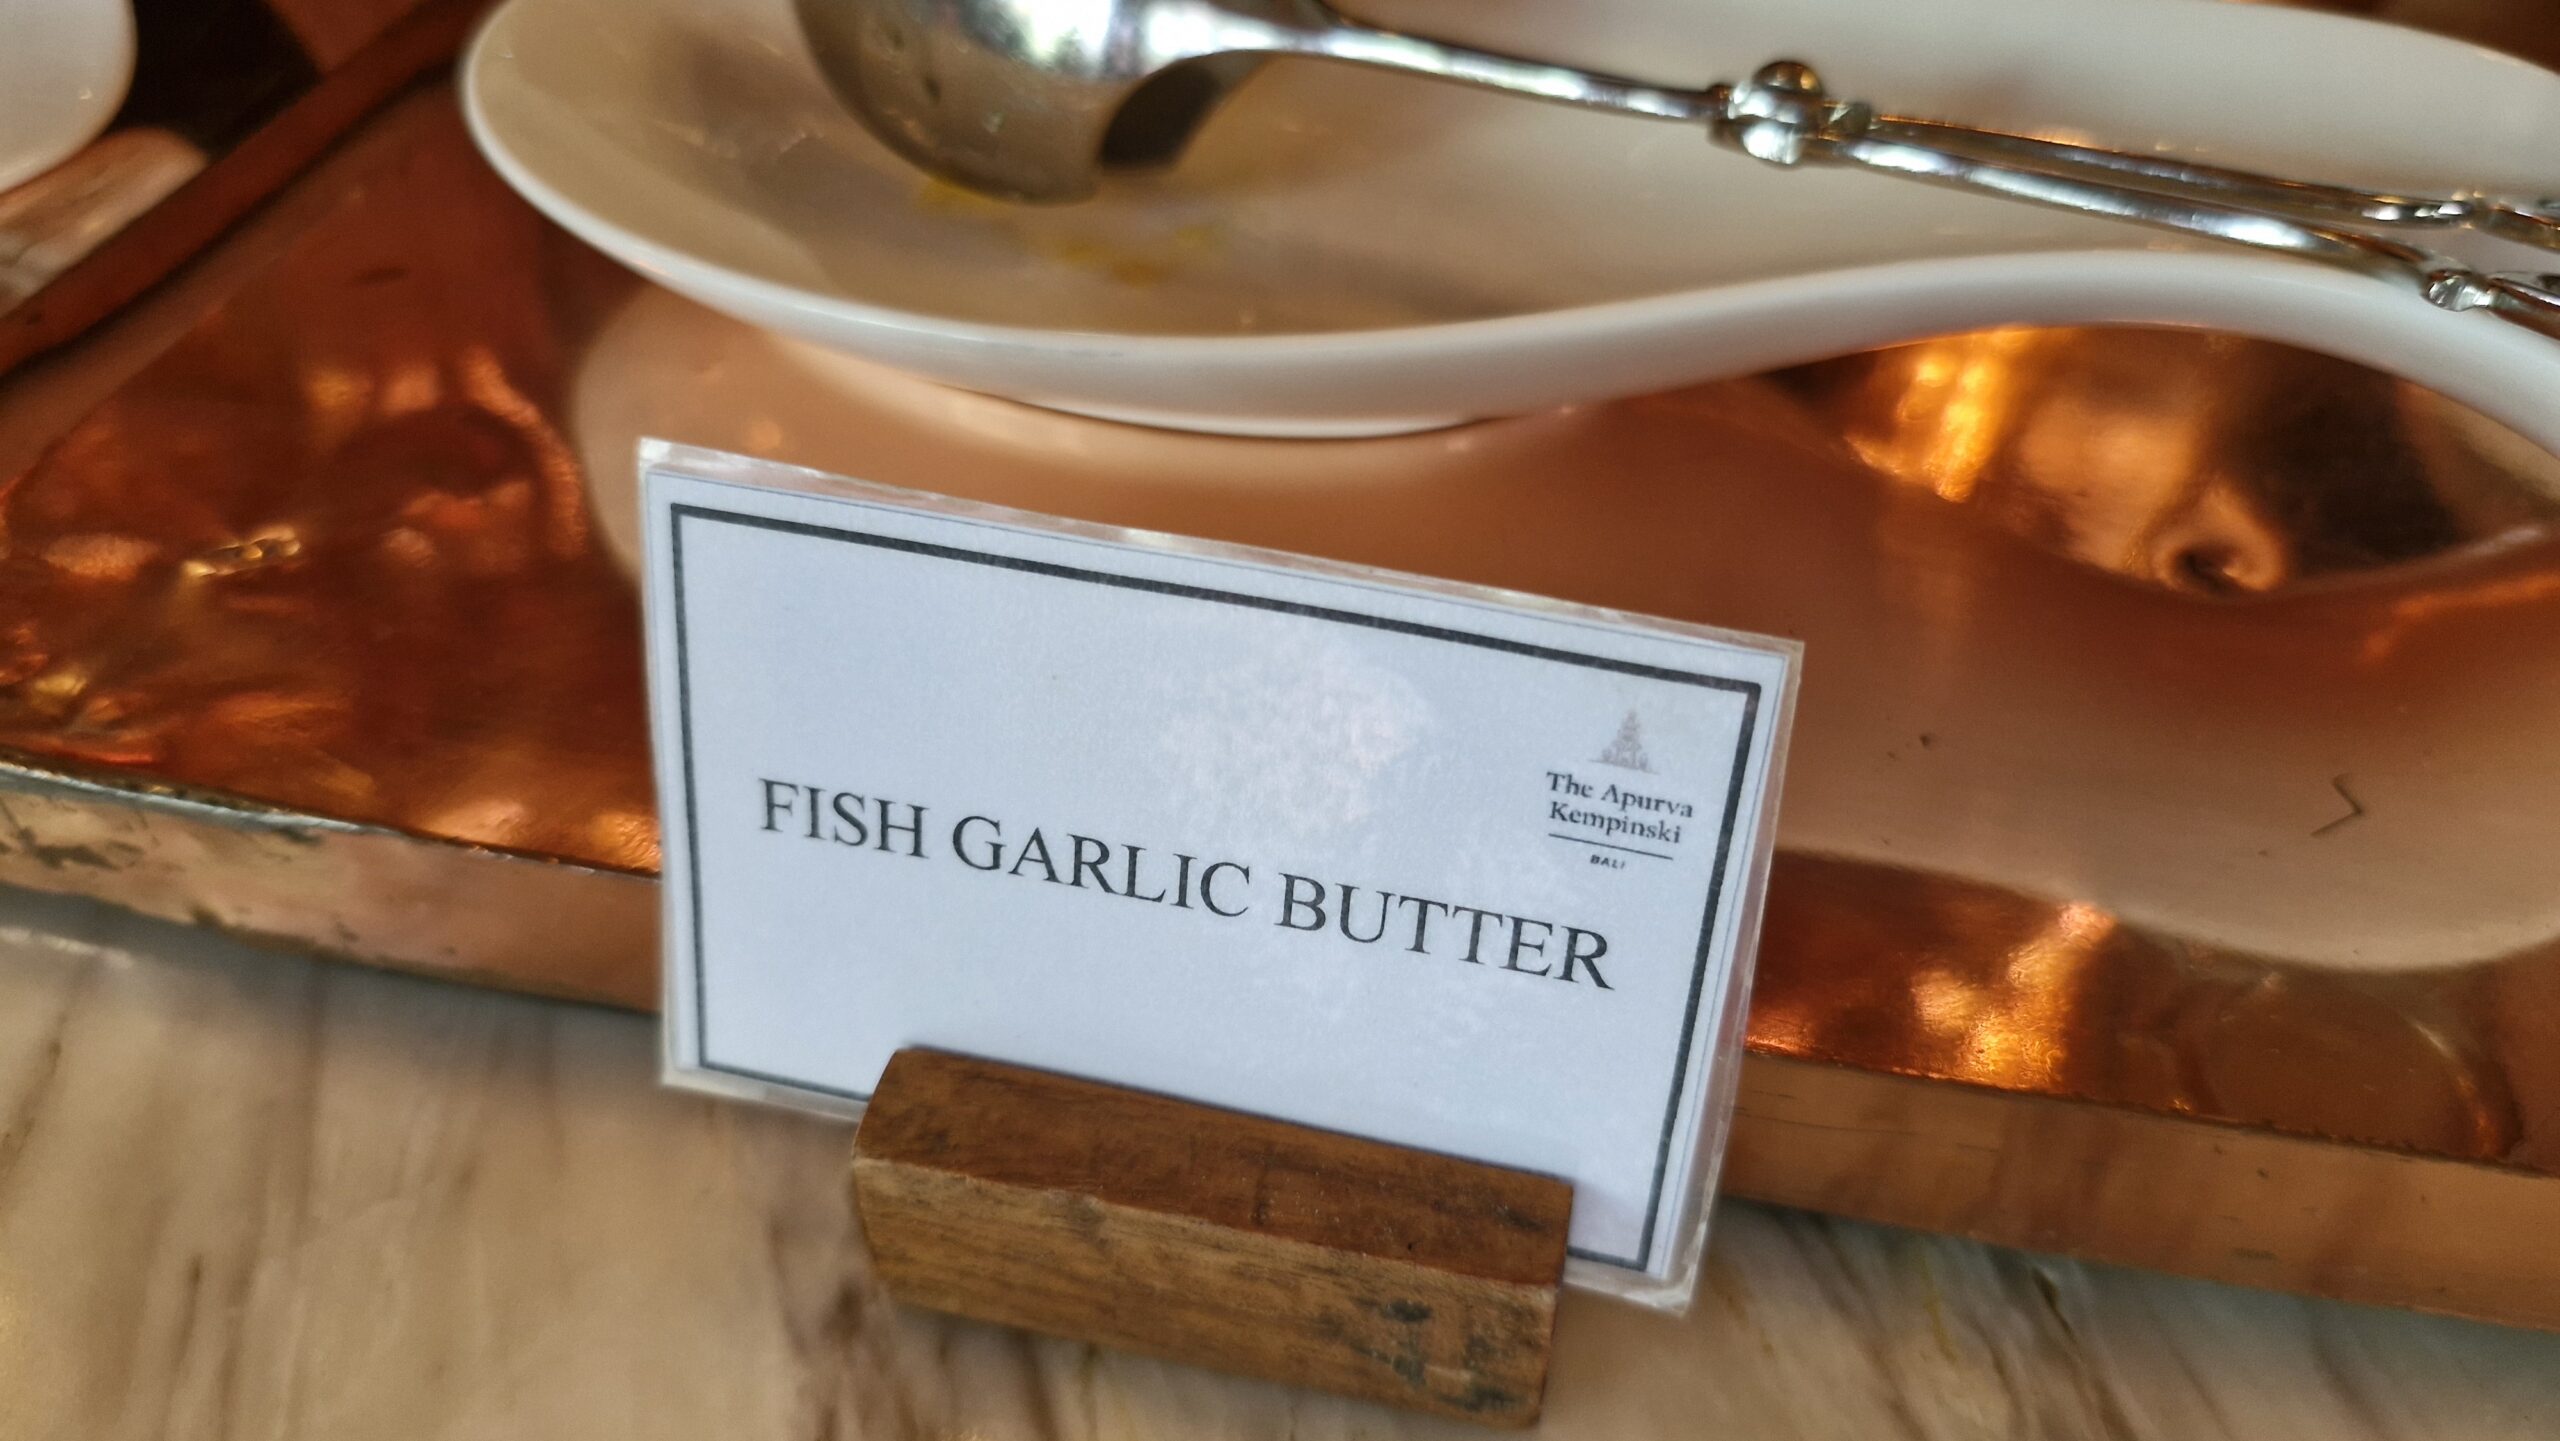 The Apurva
Kempinski
BALI
FISH GARLIC BUTTER